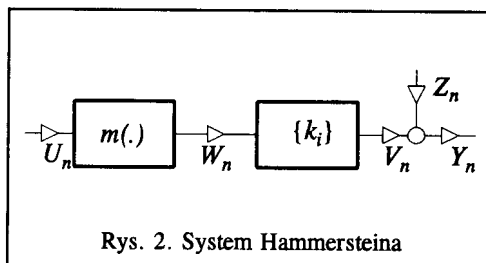 Z_n
m(.) {k_i}
U_n W_n V_n Y_n
Rys. 2. System Hammersteina